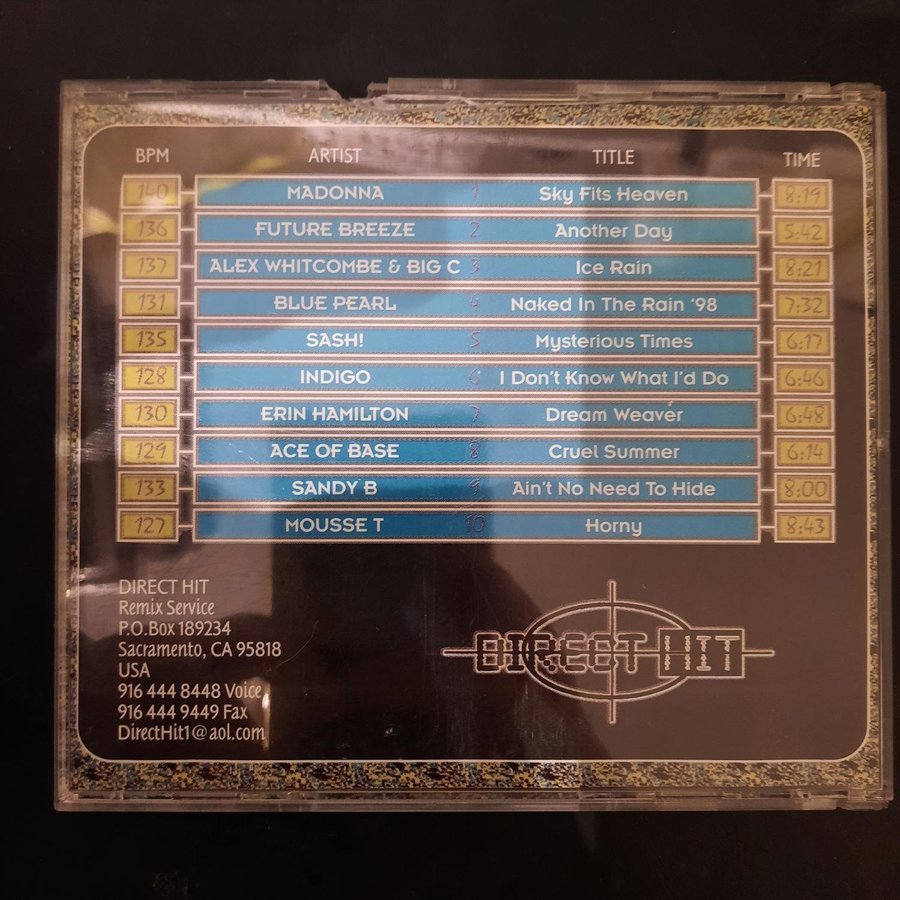 BPM ARTIST TITLE TIME
140 MADONNA 1 Sky Fits Heaven 8:19
136 FUTURE BREEZE 2 Another Day 5:42
137 ALEX WHITCOMBE & BIG C 3 Ice Rain 8:21
131 BLUE PEARL 4 Naked In The Rain '98 7:32
135 SASH! 5 Mysterious Times 6:17
128 INDIGO 6 I Don't Know What I'd Do 6:46
130 ERIN HAMILTON 7 Dream Weaver 6:48
129 ACE OF BASE 8 Cruel Summer 6:14
133 SANDY B 9 Ain't No Need To Hide 8:00
127 MOUSSE T 10 Horny 8:43
DIRECT HIT
Remix Service
P.O.Box 189234
Sacramento, CA 95818
USA
916 444 8448 Voice
916 444 9449 Fax
DirectHit1@aol.com
DIRECT HIT